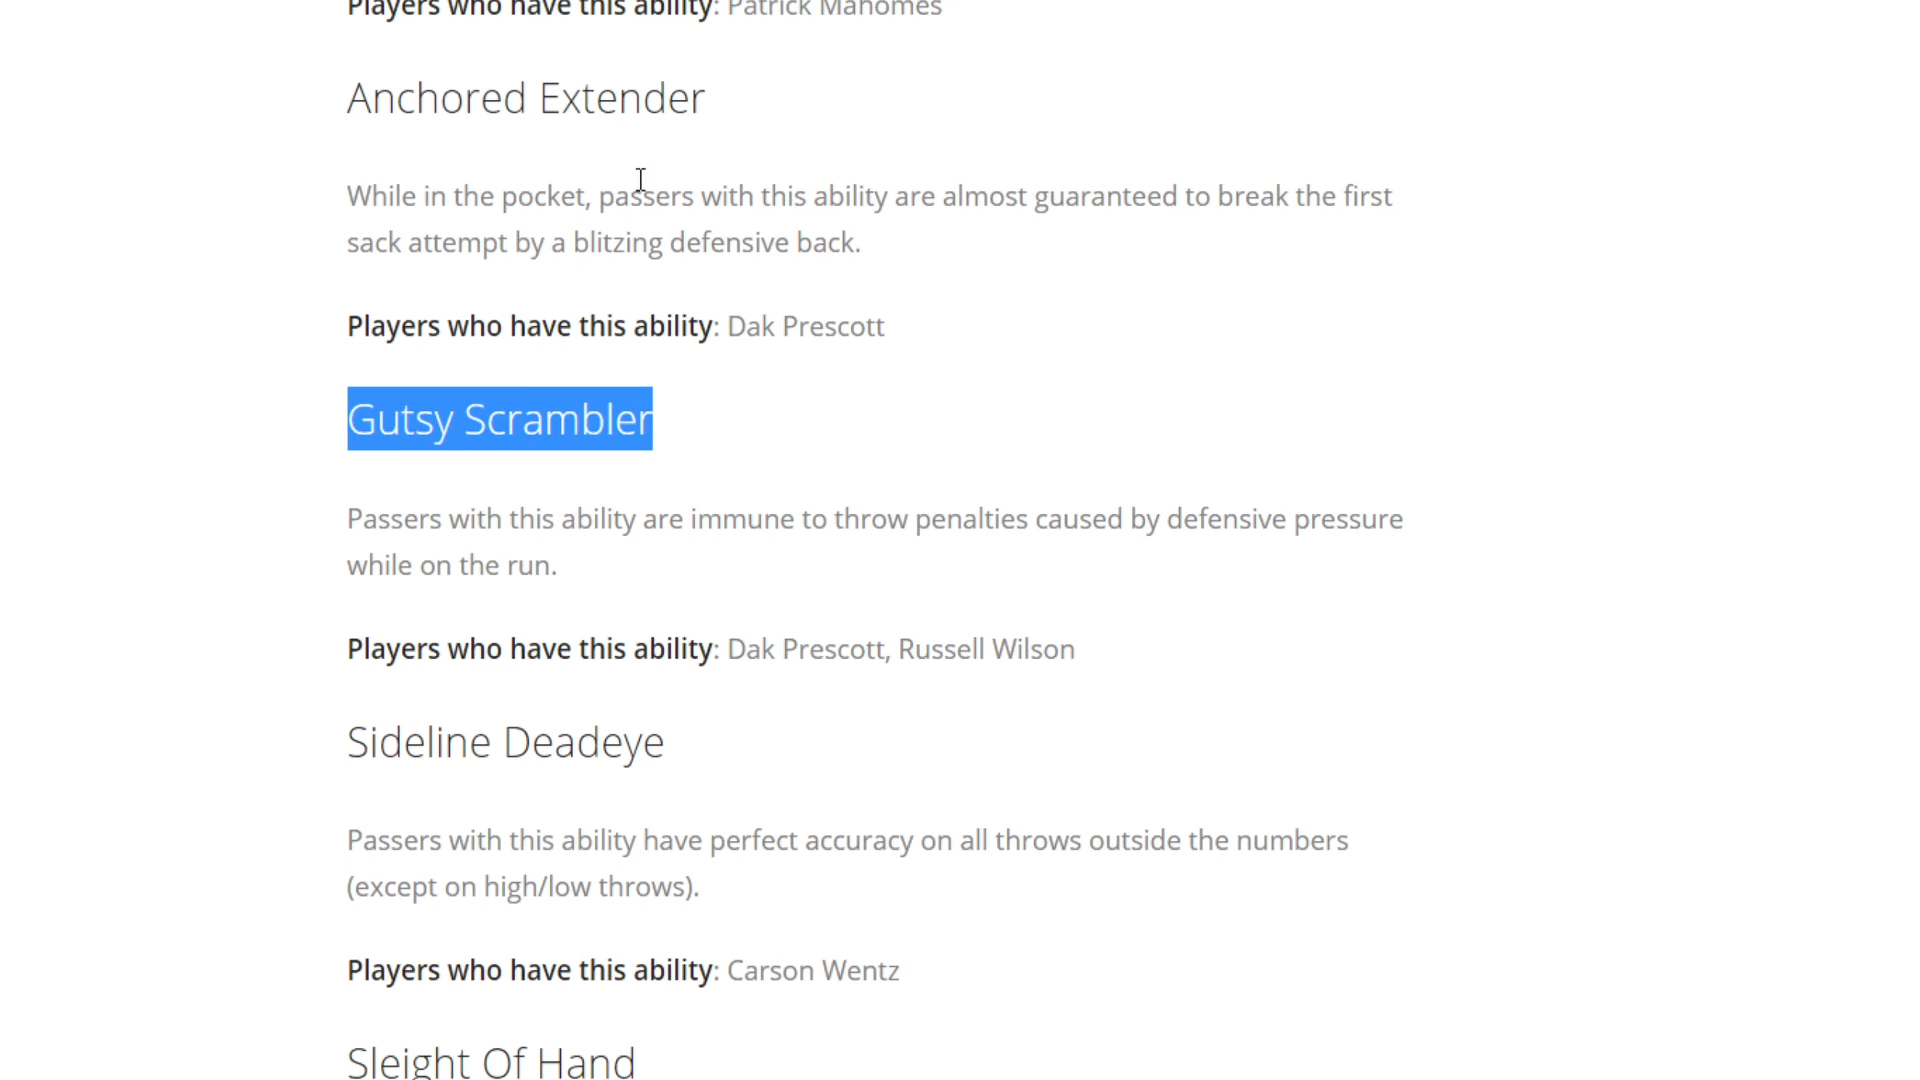 Players who have this ability: Patrick Mahomes
Anchored Extender
While in the pocket, passers with this ability are almost guaranteed to break the first
sack attempt by a blitzing defensive back.
Players who have this ability: Dak Prescott
Gutsy Scrambler
Passers with this ability are immune to throw penalties caused by defensive pressure
while on the run.
Players who have this ability: Dak Prescott, Russell Wilson
Sideline Deadeye
Passers with this ability have perfect accuracy on all throws outside the numbers
(except on high/low throws).
Players who have this ability: Carson Wentz
Sleight Of Hand